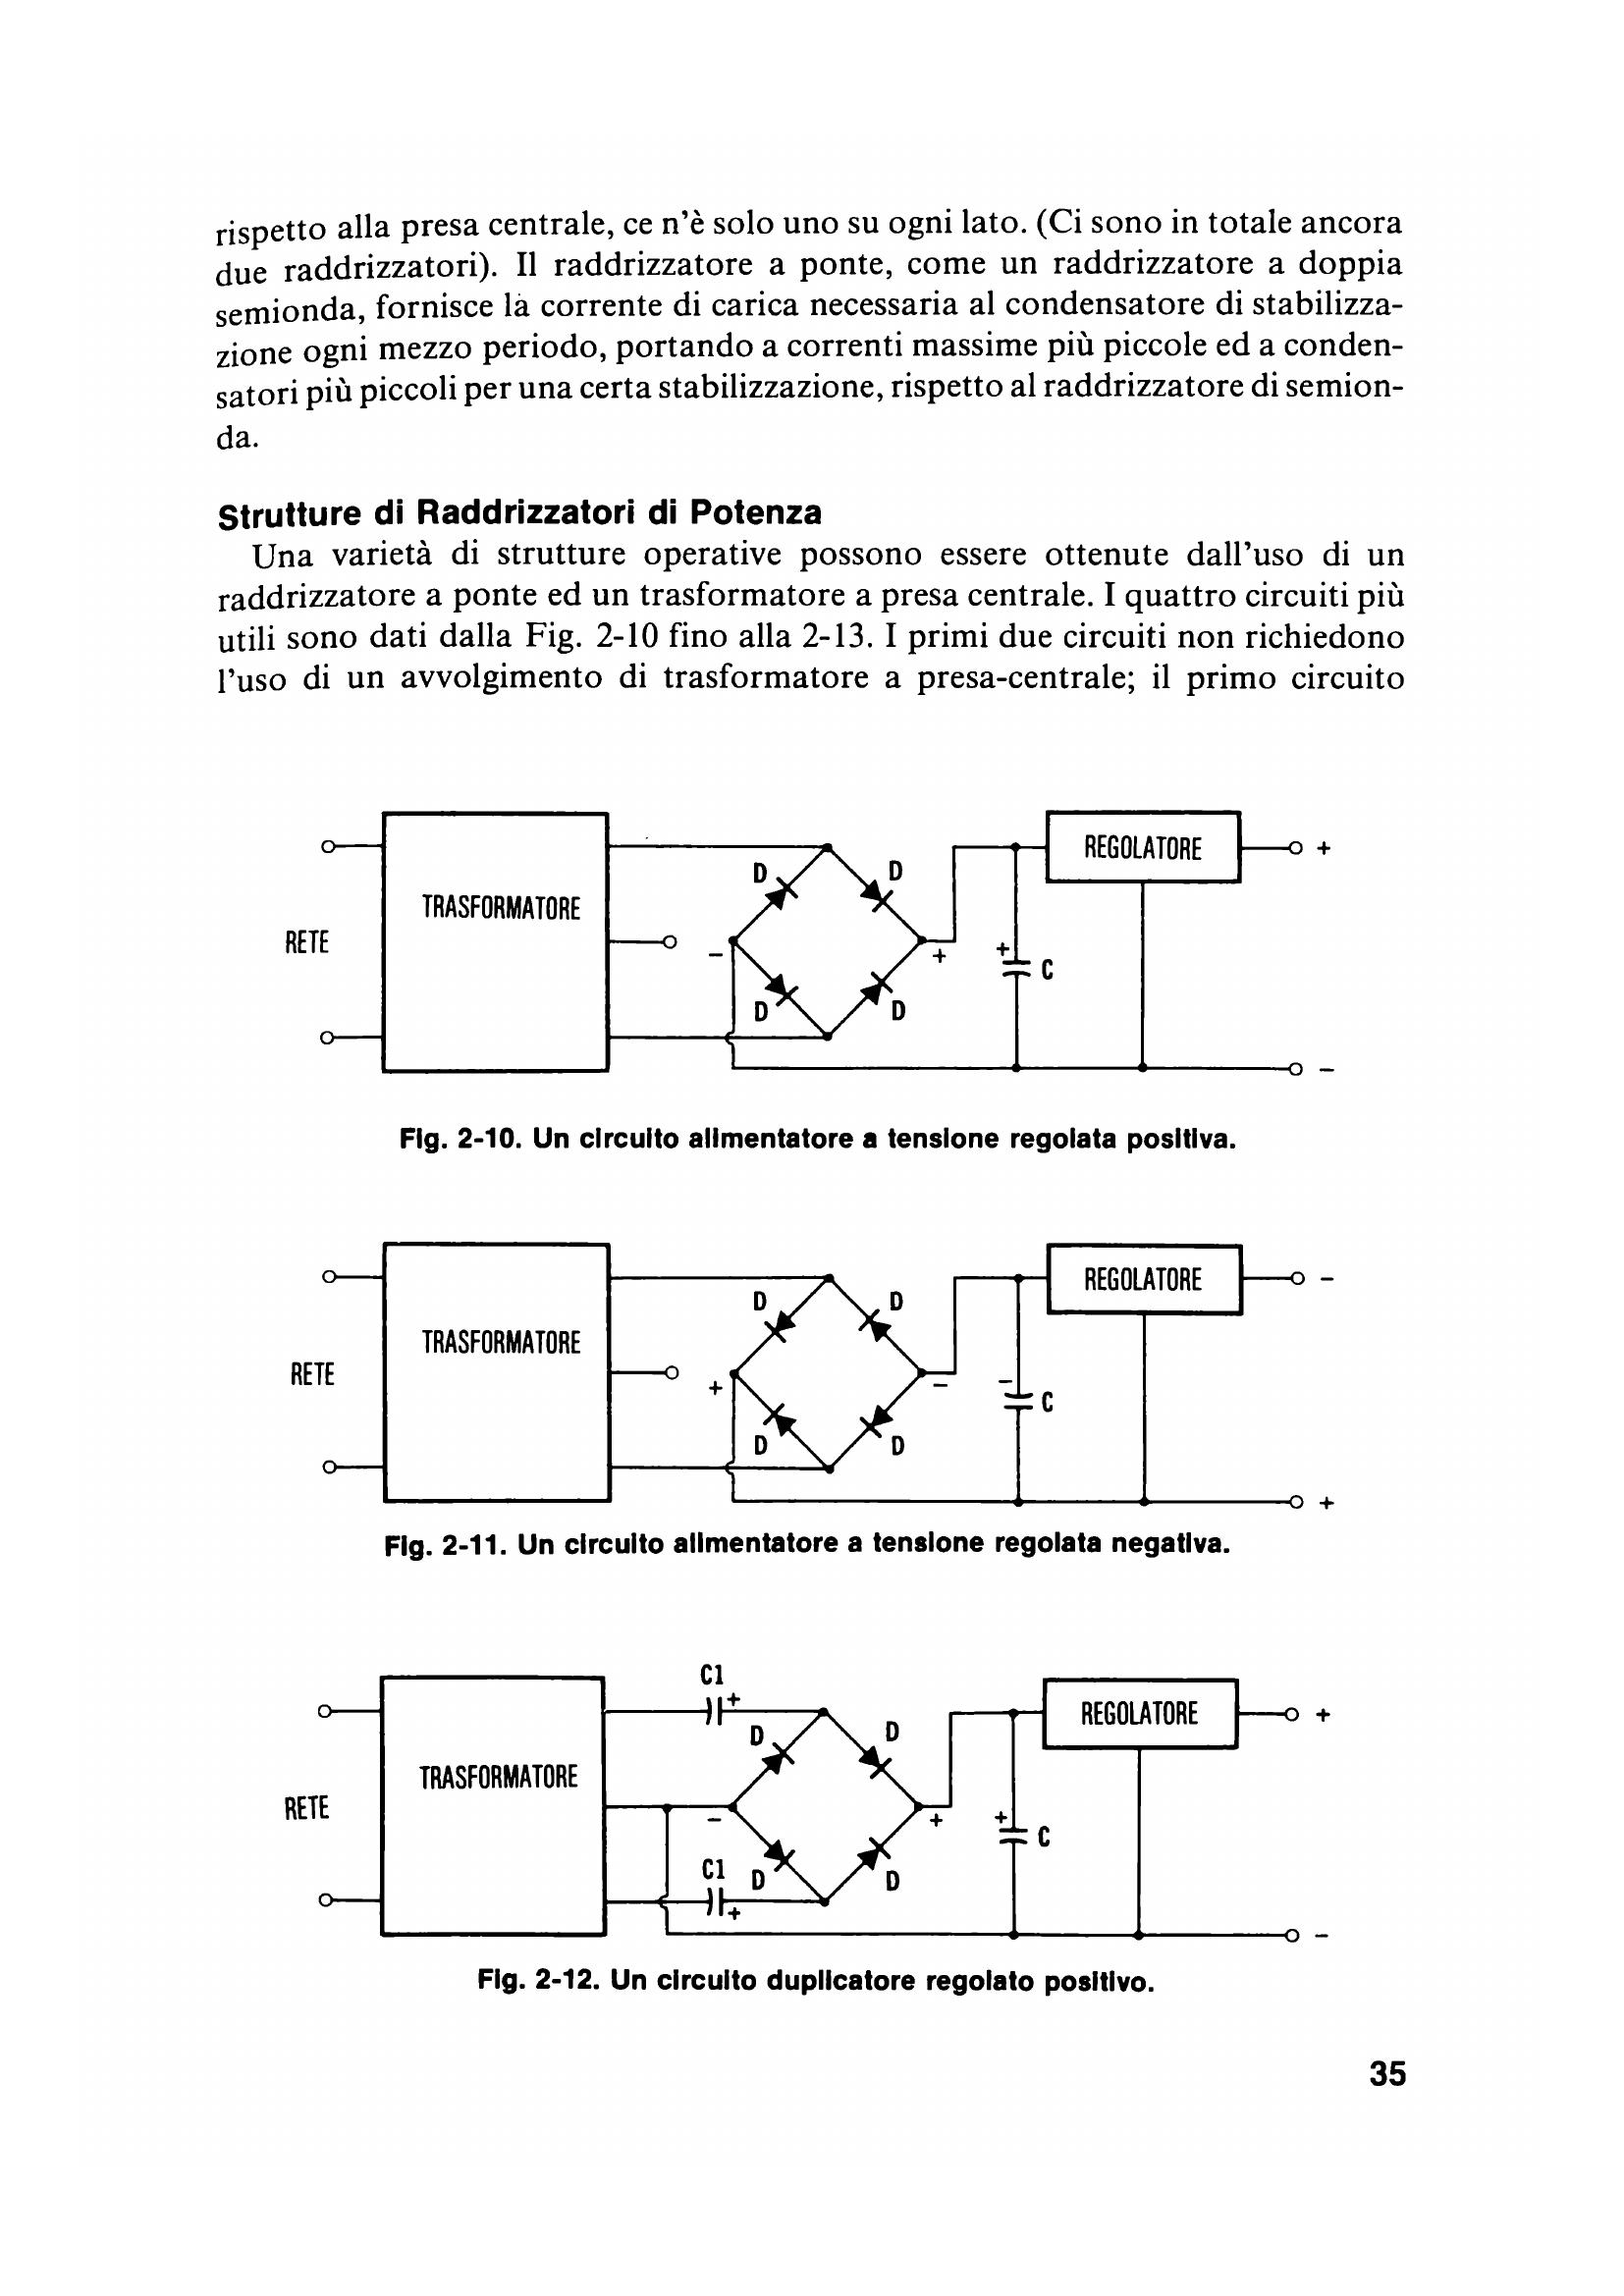 rispetto alla presa centrale, ce n'è solo uno su ogni lato. (Ci sono in totale ancora
due raddrizzatori). Il raddrizzatore a ponte, come un raddrizzatore a doppia
semionda, fornisce la corrente di carica necessaria al condensatore di stabilizza-
zione ogni mezzo periodo, portando a correnti massime più piccole ed a conden-
satori più piccoli per una certa stabilizzazione, rispetto al raddrizzatore di semion-
da.
Strutture di Raddrizzatori di Potenza
Una varietà di strutture operative possono essere ottenute dall'uso di un
raddrizzatore a ponte ed un trasformatore a presa centrale. I quattro circuiti più
utili sono dati dalla Fig. 2-10 fino alla 2-13. I primi due circuiti non richiedono
l'uso di un avvolgimento di trasformatore a presa-centrale; il primo circuito
RETE
TRASFORMATORE
D
D
D
D
−
+
+
C
REGOLATORE
+
−
Fig. 2-10. Un circuito alimentatore a tensione regolata positiva.
RETE
TRASFORMATORE
D
D
D
D
+
−
−
C
REGOLATORE
−
+
Fig. 2-11. Un circuito alimentatore a tensione regolata negativa.
RETE
TRASFORMATORE
C1
+
D
D
−
+
C1
+
D
D
+
C
REGOLATORE
+
−
Fig. 2-12. Un circuito duplicatore regolato positivo.
35